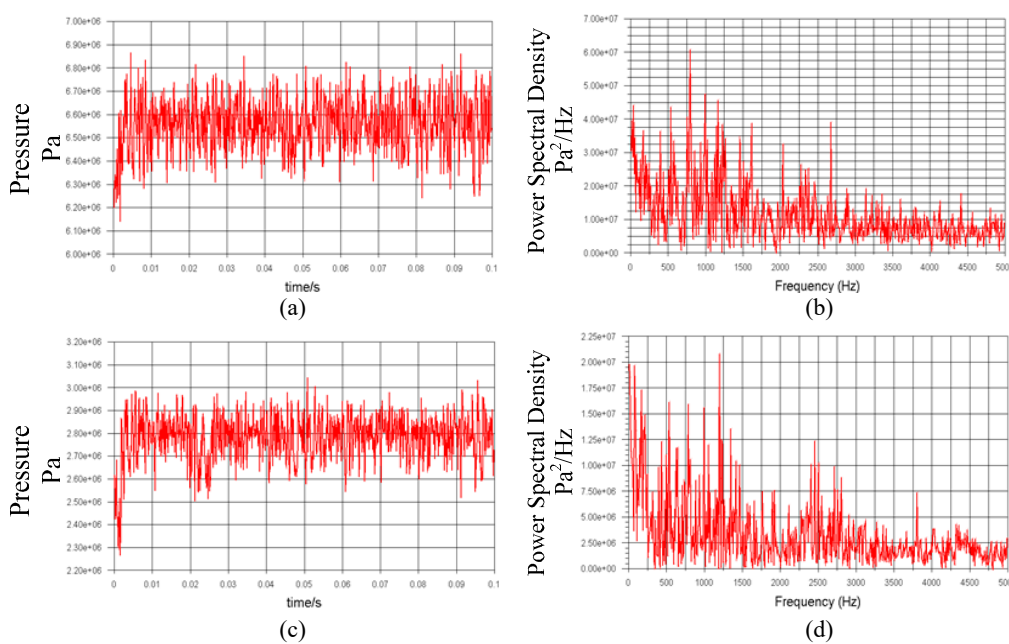 Pressure
Pa
7.00e+06
6.90e+06
6.80e+06
6.70e+06
6.60e+06
6.50e+06
6.40e+06
6.30e+06
6.20e+06
6.10e+06
6.00e+06
0 0.01 0.02 0.03 0.04 0.05 0.06 0.07 0.08 0.09 0.1
time/s
(a)
Power Spectral Density
Pa²/Hz
7.00e+07
6.00e+07
5.00e+07
4.00e+07
3.00e+07
2.00e+07
1.00e+07
0.00e+00
0 500 1000 1500 2000 2500 3000 3500 4000 4500 500
Frequency (Hz)
(b)
Pressure
Pa
3.20e+06
3.10e+06
3.00e+06
2.90e+06
2.80e+06
2.70e+06
2.60e+06
2.50e+06
2.40e+06
2.30e+06
2.20e+06
0 0.01 0.02 0.03 0.04 0.05 0.06 0.07 0.08 0.09 0.1
time/s
(c)
Power Spectral Density
Pa²/Hz
2.25e+07
2.00e+07
1.75e+07
1.50e+07
1.25e+07
1.00e+07
7.50e+06
5.00e+06
2.50e+06
0.00e+00
0 500 1000 1500 2000 2500 3000 3500 4000 4500 500
Frequency (Hz)
(d)